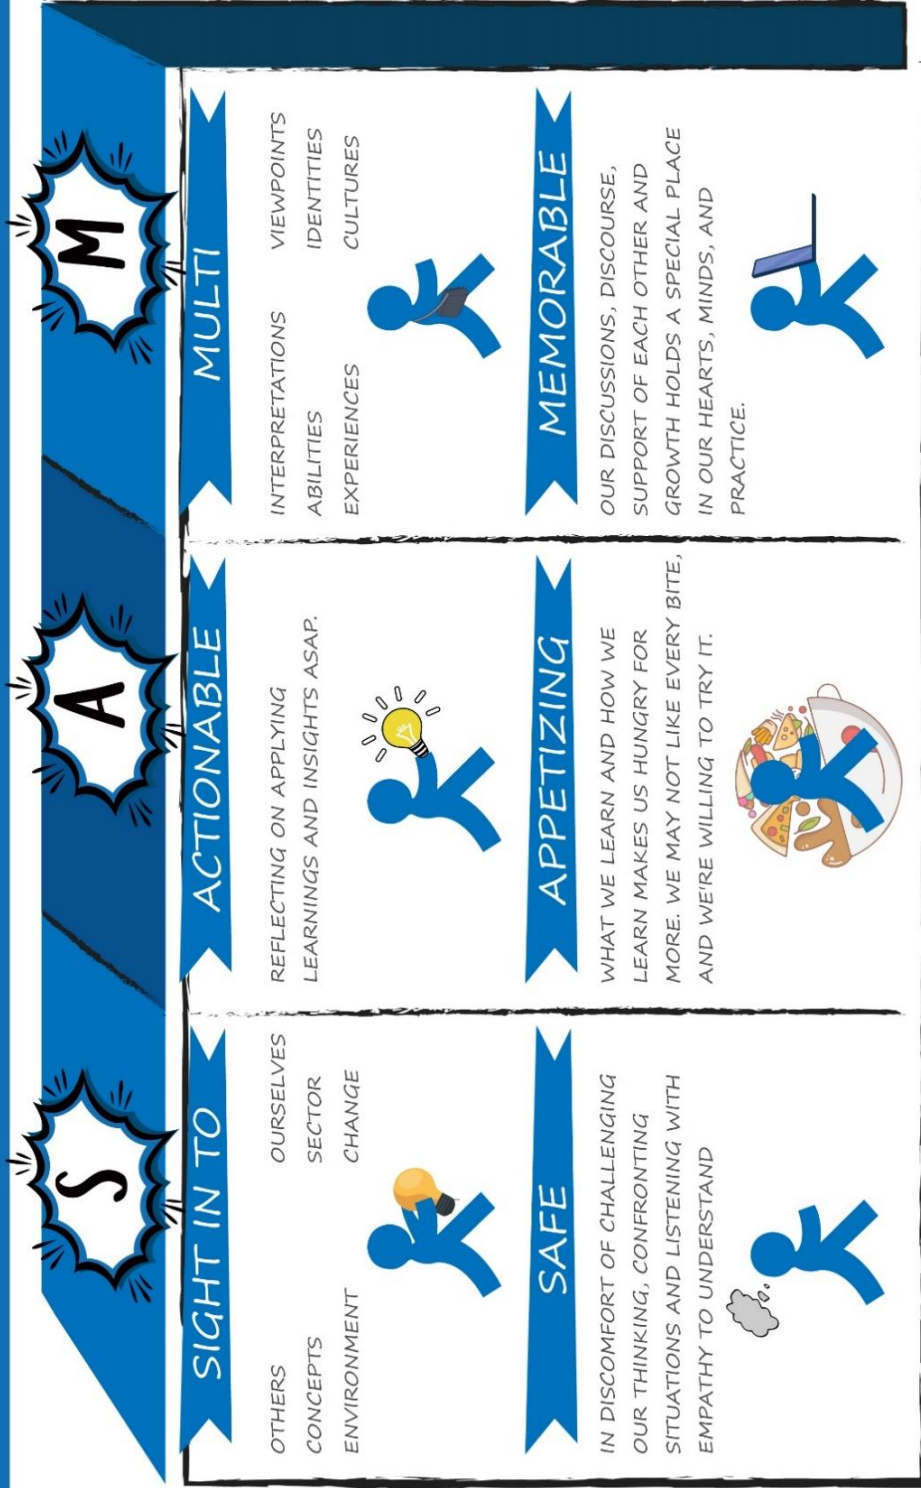 S
A
M
SIGHT IN TO
OTHERS
OURSELVES
CONCEPTS
SECTOR
ENVIRONMENT
CHANGE
ACTIONABLE
REFLECTING ON APPLYING
LEARNINGS AND INSIGHTS ASAP.
MULTI
INTERPRETATIONS
VIEWPOINTS
ABILITIES
IDENTITIES
EXPERIENCES
CULTURES
SAFE
IN DISCOMFORT OF CHALLENGING
OUR THINKING, CONFRONTING
SITUATIONS AND LISTENING WITH
EMPATHY TO UNDERSTAND
APPETIZING
WHAT WE LEARN AND HOW WE
LEARN MAKES US HUNGRY FOR
MORE. WE MAY NOT LIKE EVERY BITE,
AND WE'RE WILLING TO TRY IT.
MEMORABLE
OUR DISCUSSIONS, DISCOURSE,
SUPPORT OF EACH OTHER AND
GROWTH HOLDS A SPECIAL PLACE
IN OUR HEARTS, MINDS, AND
PRACTICE.